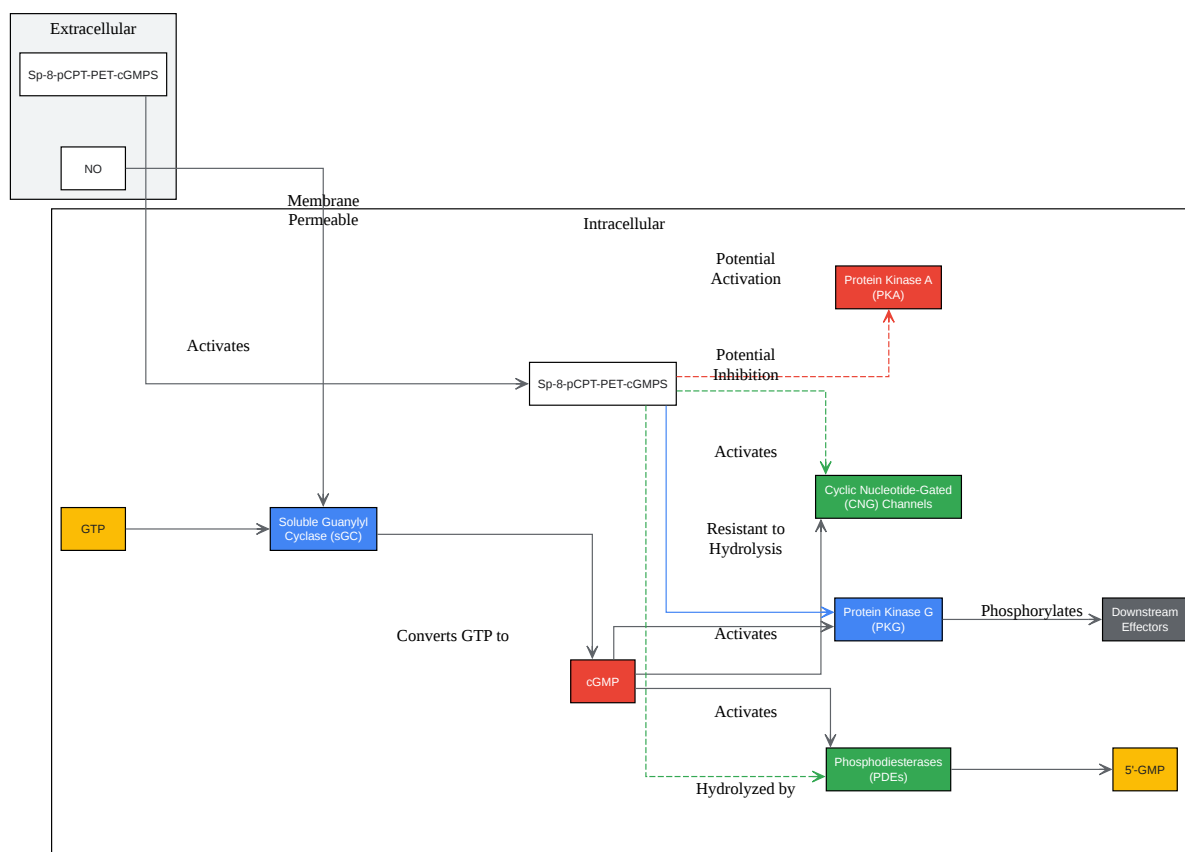 Extracellular
Sp-8-pCPT-PET-cGMPS
NO
Membrane
Permeable
Intracellular
Potential
Activation
Protein Kinase A
(PKA)
Activates
Potential
Inhibition
Sp-8-pCPT-PET-cGMPS
Activates
Cyclic Nucleotide-Gated
(CNG) Channels
GTP
Soluble Guanylyl
Cyclase (sGC)
Resistant to
Hydrolysis
Protein Kinase G
(PKG)
Phosphorylates
Downstream
Effectors
Converts GTP to
Activates
cGMP
Activates
Phosphodiesterases
(PDEs)
5'-GMP
Hydrolyzed by